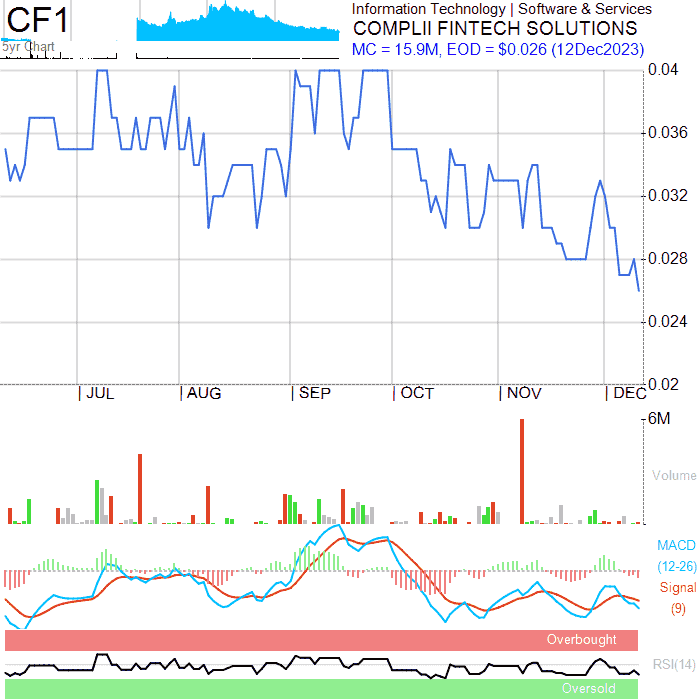 CF1
5yr Chart
Information Technology | Software & Services
COMPLII FINTECH SOLUTIONS
MC = 15.9M, EOD = $0.026 (12Dec2023)
0.04
0.036
0.032
0.028
0.024
0.02
| JUL | AUG | SEP | OCT | NOV | DEC
6M
Volume
MACD
(12-26)
Signal
(9)
Overbought
RSI(14)
Oversold